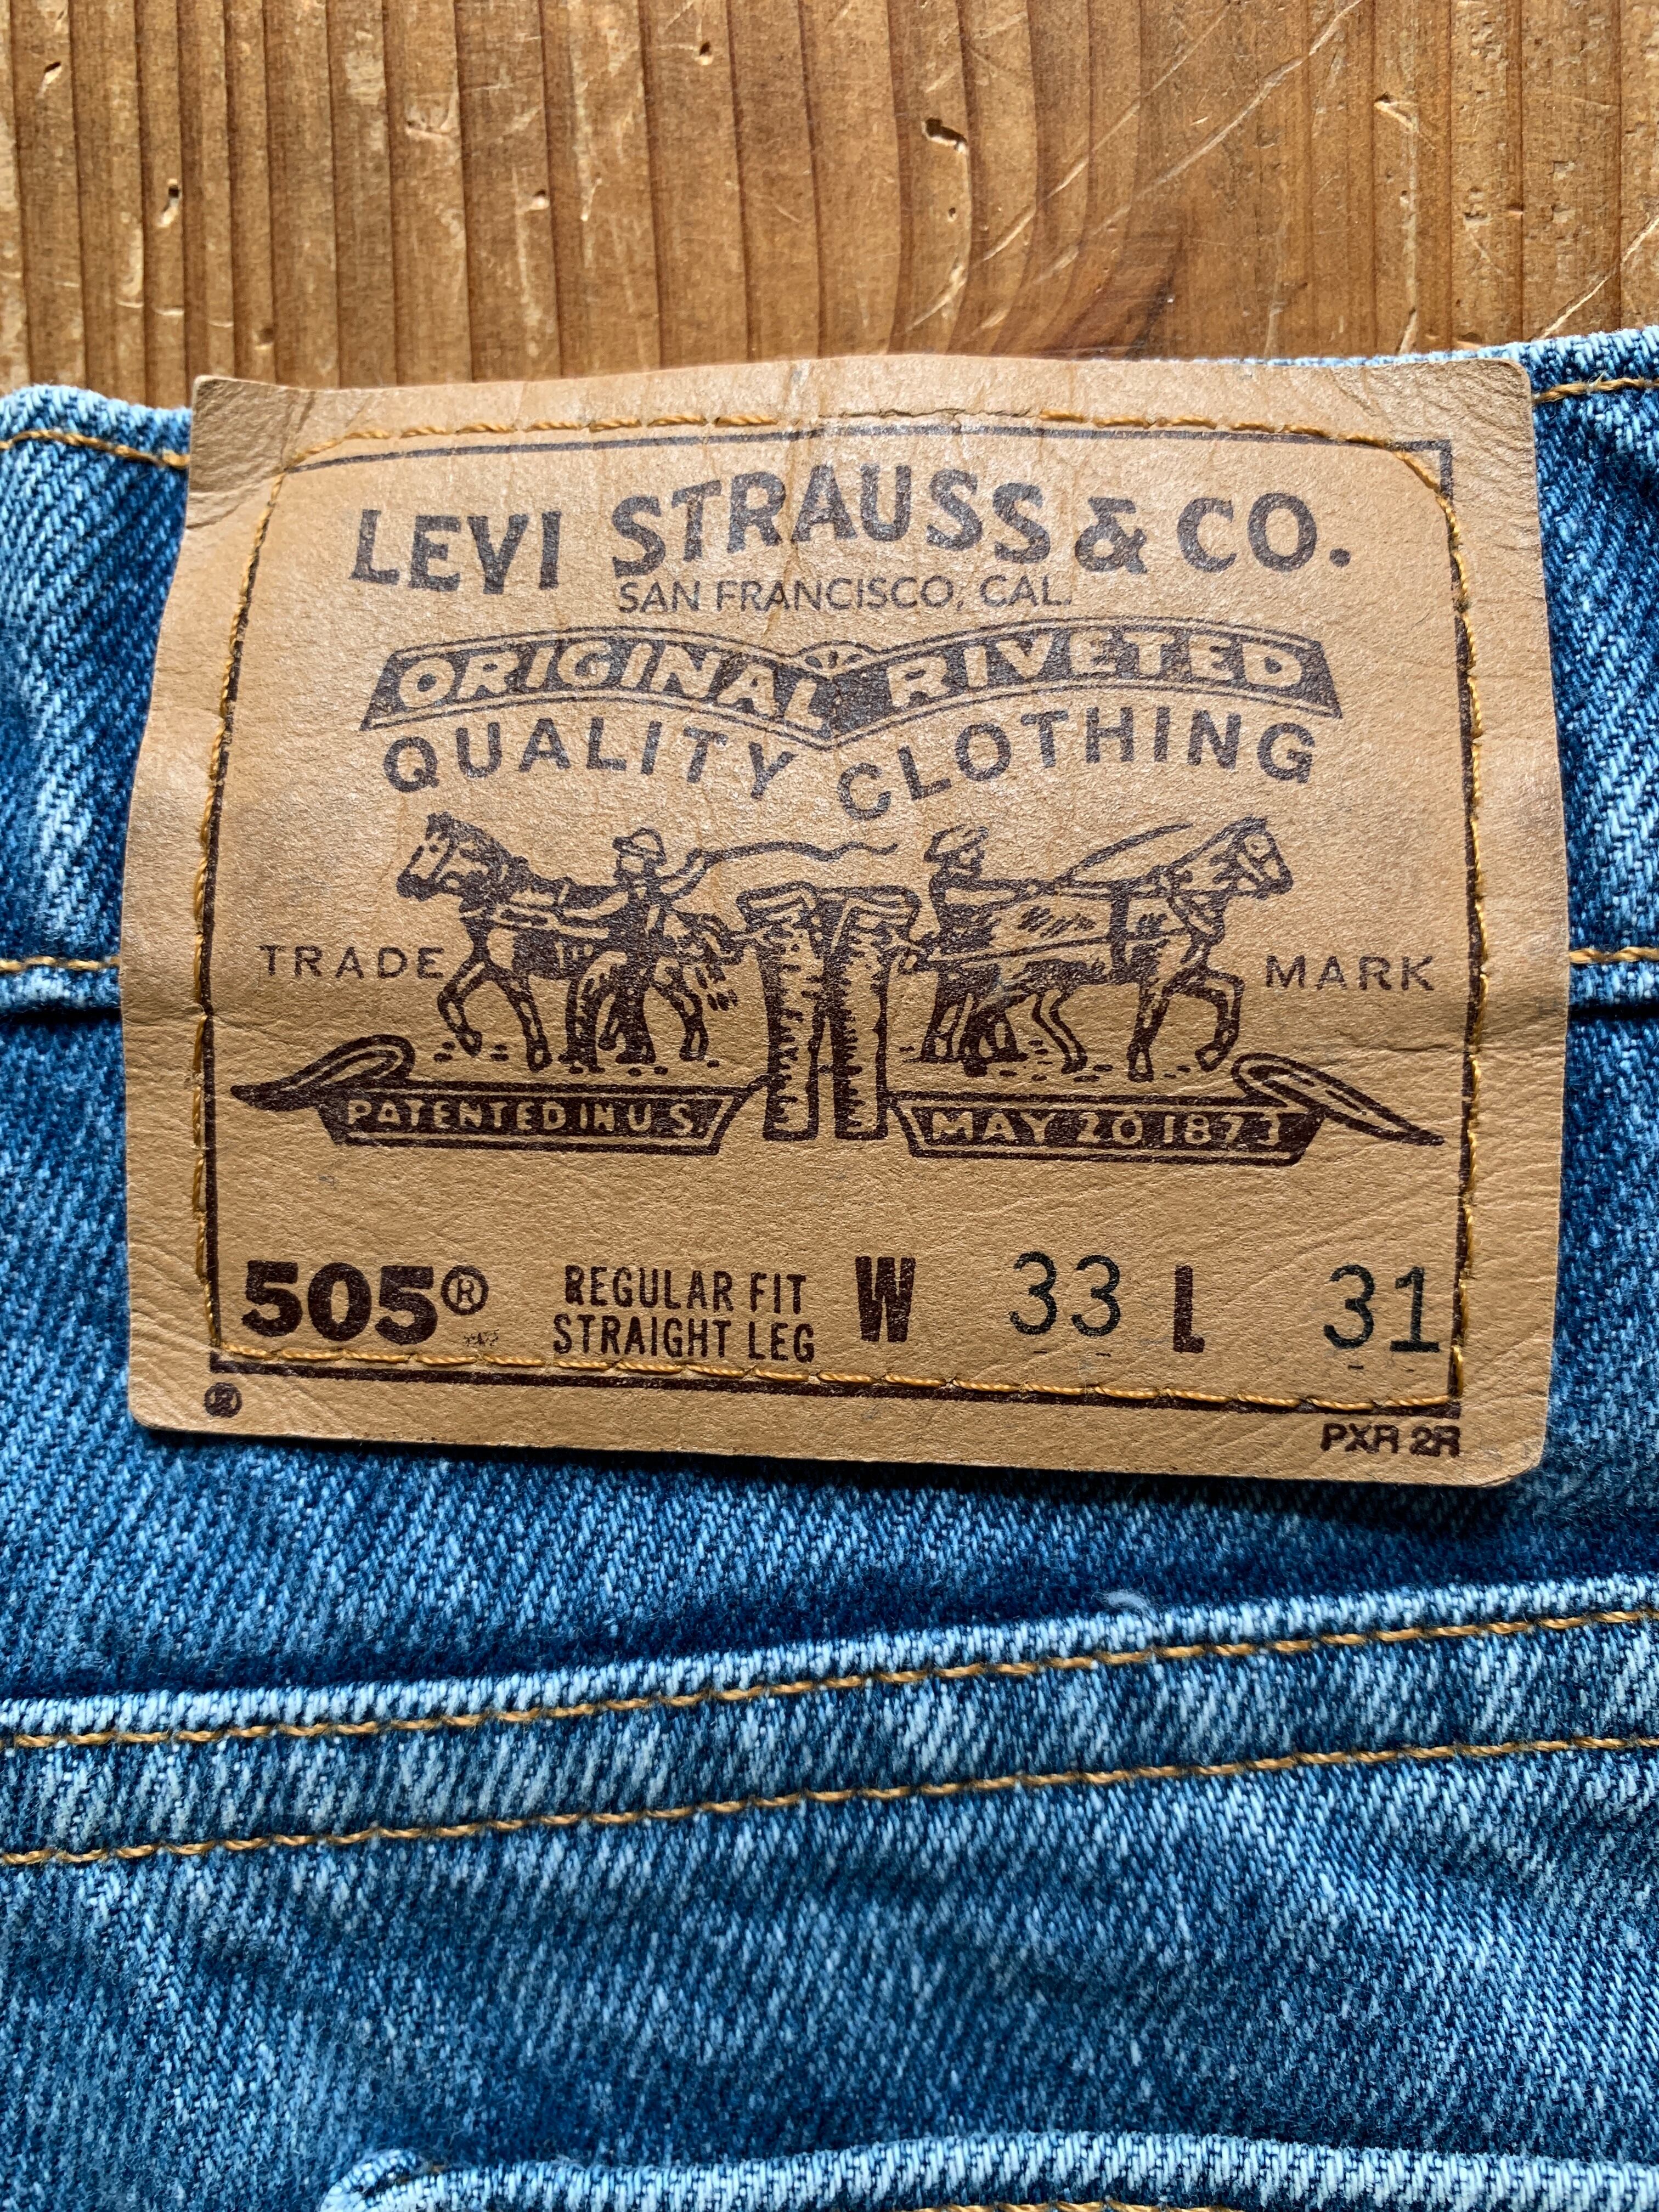 LEVI STRAUSS & CO.
SAN FRANCISCO, CAL.
ORIGINAL RIVETED
QUALITY CLOTHING
TRADE MARK
PATENTED IN U.S. MAY 20 1873
505® REGULAR FIT W 33 L 31
STRAIGHT LEG
PXR 2R